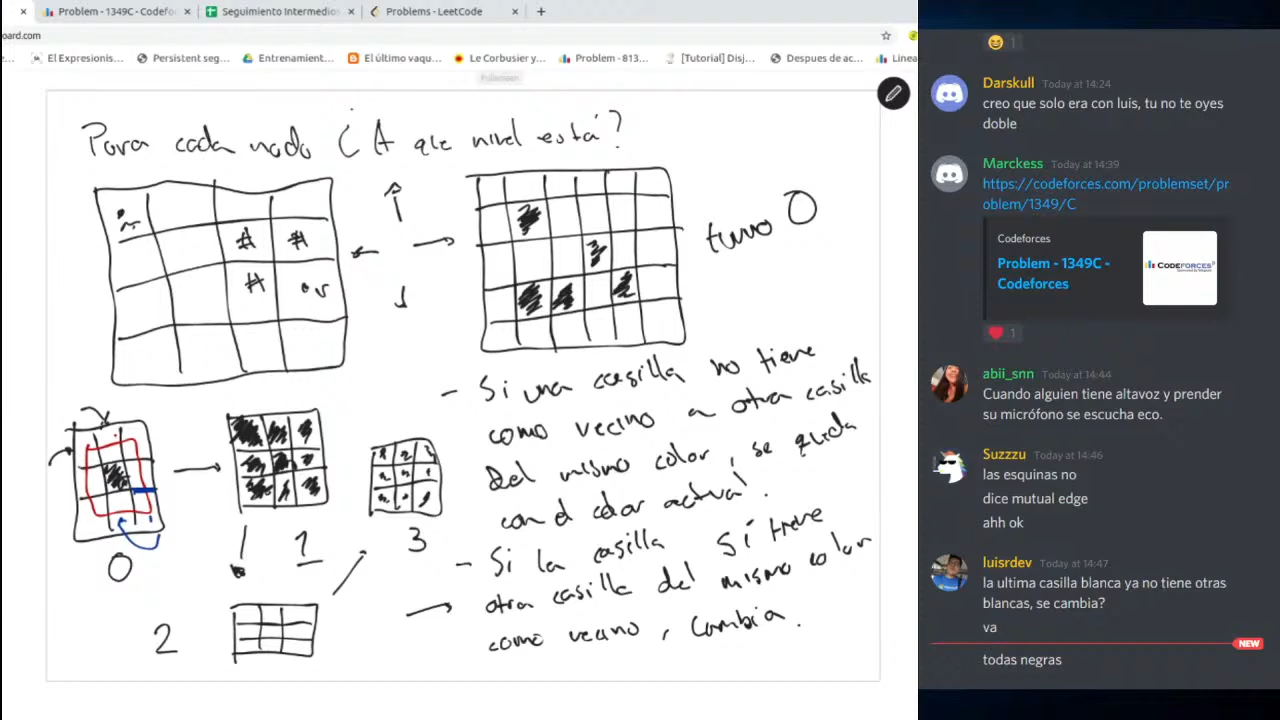 Problem - 1349C - Codefo
Seguimiento Intermedio
Problems - LeetCode
board.com
El Expresionis...
Persistent seg...
Entrenamient...
El último vaqu...
Le Corbusier y...
Problem - 813...
[Tutorial] Disj...
Despues de ac...
Linea
Fullscreen
Para cada nodo ¿A que nivel está?
turno 0
- Si una casilla no tiene
como vecino a otra casilla
Del mismo color, se queda
con el color actual.
- Si la casilla Sí tiene
otra casilla del mismo color
como vecino, cambia.
0
1
3
2
1
Darskull Today at 14:24
creo que solo era con luis, tu no te oyes
doble
Marckess Today at 14:39
https://codeforces.com/problemset/pr
oblem/1349/C
Codeforces
Problem - 1349C -
Codeforces
CODEFORCES
1
abii_snn Today at 14:44
Cuando alguien tiene altavoz y prender
su micrófono se escucha eco.
Suzzzu Today at 14:46
las esquinas no
dice mutual edge
ahh ok
luisrdev Today at 14:47
la ultima casilla blanca ya no tiene otras
blancas, se cambia?
va
NEW
todas negras